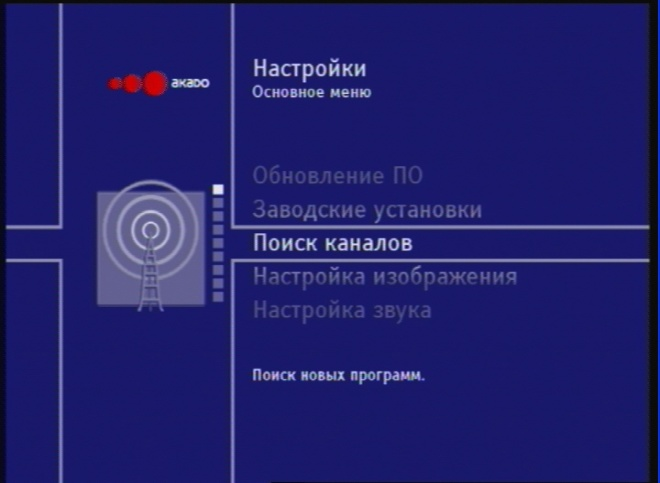 акадо
Настройки
Основное меню
Обновление ПО
Заводские установки
Поиск каналов
Настройка изображения
Настройка звука
Поиск новых программ.